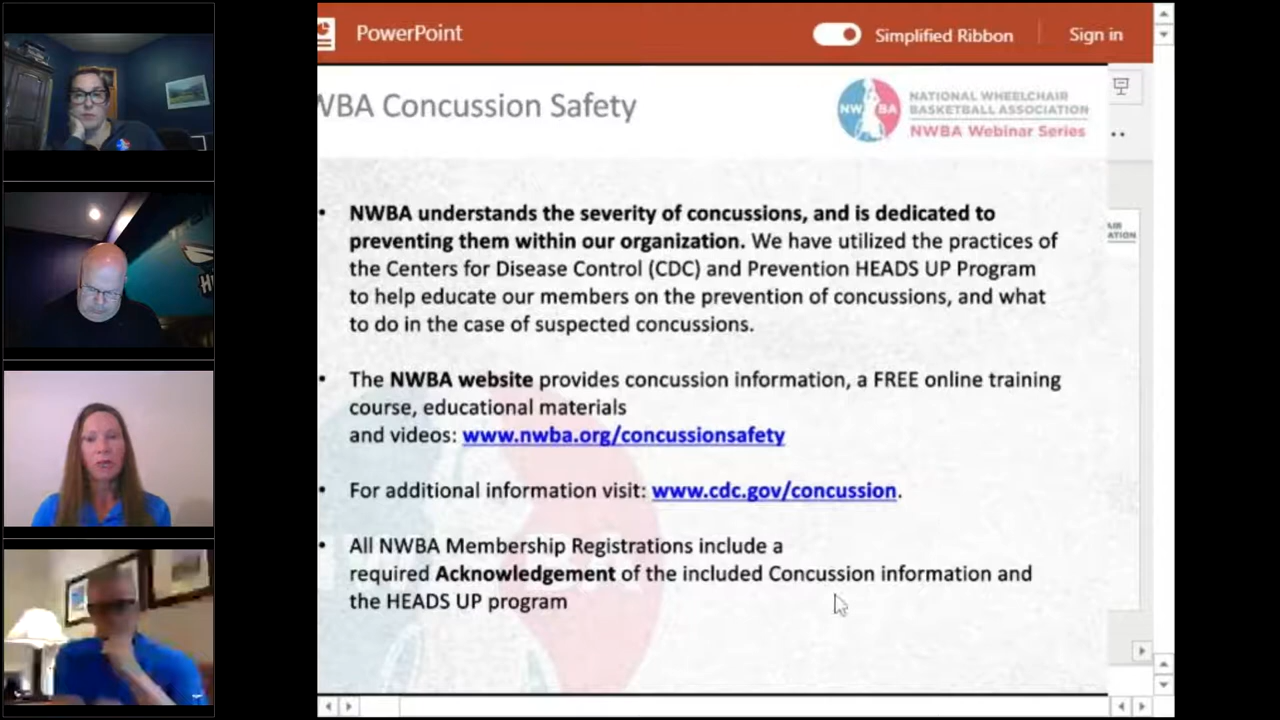 PowerPoint
Simplified Ribbon
Sign in
WBA Concussion Safety
NWBA
NATIONAL WHEELCHAIR
BASKETBALL ASSOCIATION
NWBA Webinar Series
• NWBA understands the severity of concussions, and is dedicated to
preventing them within our organization. We have utilized the practices of
the Centers for Disease Control (CDC) and Prevention HEADS UP Program
to help educate our members on the prevention of concussions, and what
to do in the case of suspected concussions.
• The NWBA website provides concussion information, a FREE online training
course, educational materials
and videos: www.nwba.org/concussionsafety
• For additional information visit: www.cdc.gov/concussion.
• All NWBA Membership Registrations include a
required Acknowledgement of the included Concussion information and
the HEADS UP program